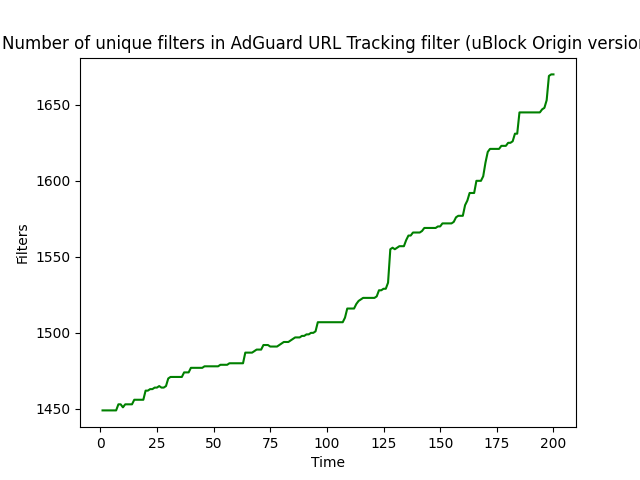 Number of unique filters in AdGuard URL Tracking filter (uBlock Origin version
Filters
1650
1600
1550
1500
1450
0 25 50 75 100 125 150 175 200
Time